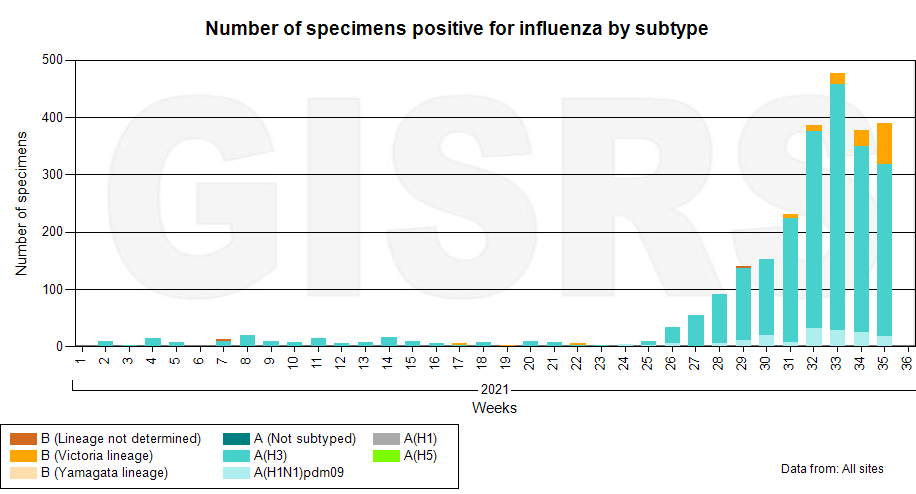 Number of specimens positive for influenza by subtype
GISRS
Number of specimens
500
400
300
200
100
0
1 2 3 4 5 6 7 8 9 10 11 12 13 14 15 16 17 18 19 20 21 22 23 24 25 26 27 28 29 30 31 32 33 34 35 36
2021
Weeks
B (Lineage not determined) A (Not subtyped) A(H1)
B (Victoria lineage) A(H3) A(H5)
B (Yamagata lineage) A(H1N1)pdm09
Data from: All sites